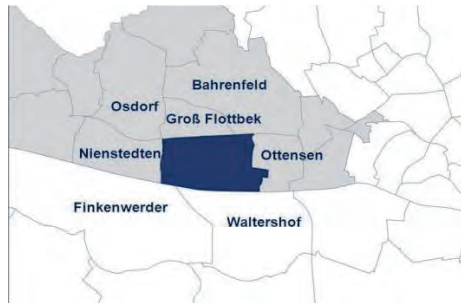 Bahrenfeld
Osdorf
Groß Flottbek
Nienstedten
Ottensen
Finkenwerder
Waltershof